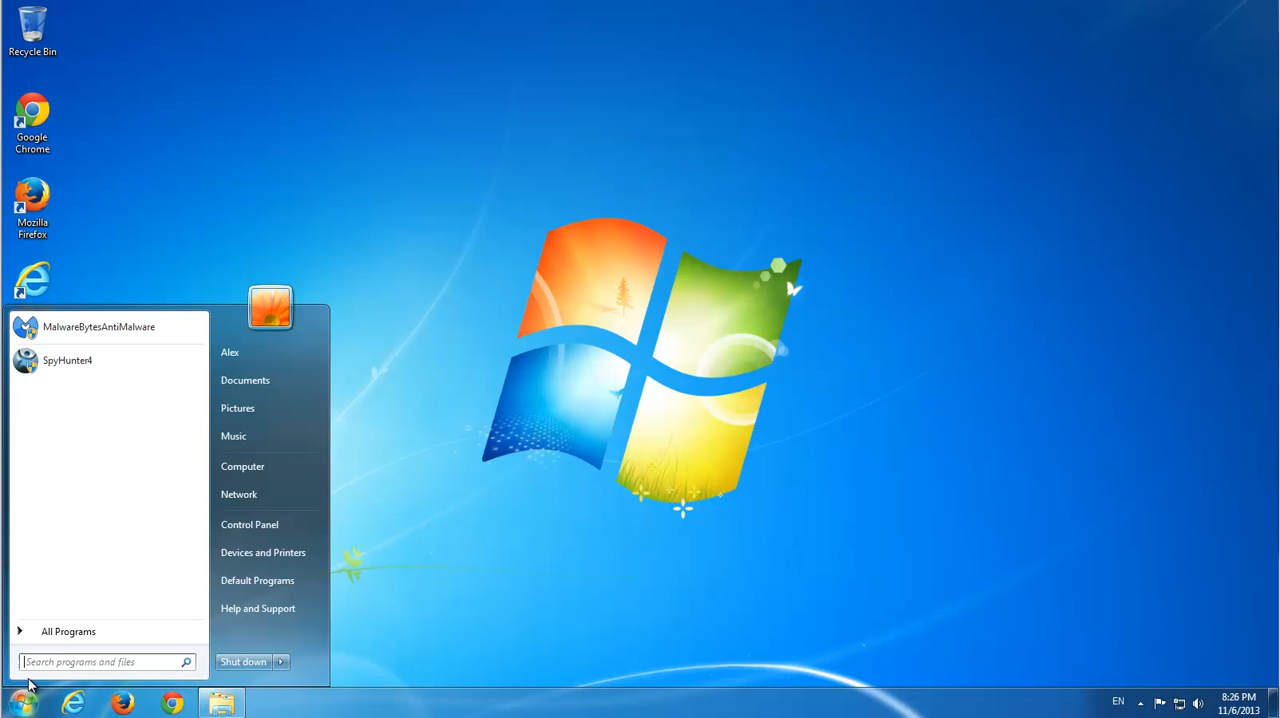 Recycle Bin
Google
Chrome
Mozilla
Firefox
MalwareBytesAntiMalware
SpyHunter4
All Programs
Search programs and files
Alex
Documents
Pictures
Music
Computer
Network
Control Panel
Devices and Printers
Default Programs
Help and Support
Shut down
EN
8:26 PM
11/6/2013